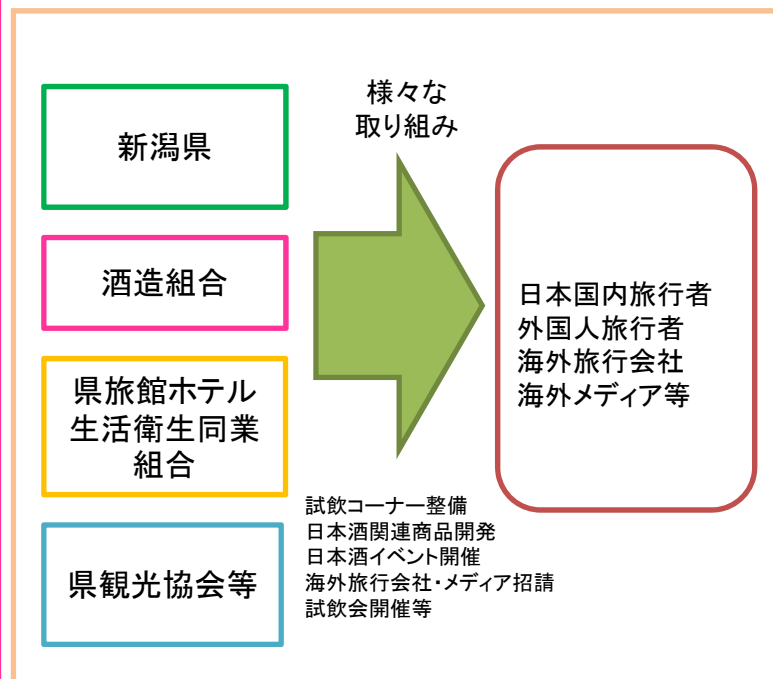 新潟県
酒造組合
県旅館ホテル
生活衛生同業
組合
県観光協会等
様々な
取り組み
試飲コーナー整備
日本酒関連商品開発
日本酒イベント開催
海外旅行会社・メディア招請
試飲会開催等
日本国内旅行者
外国人旅行者
海外旅行会社
海外メディア等